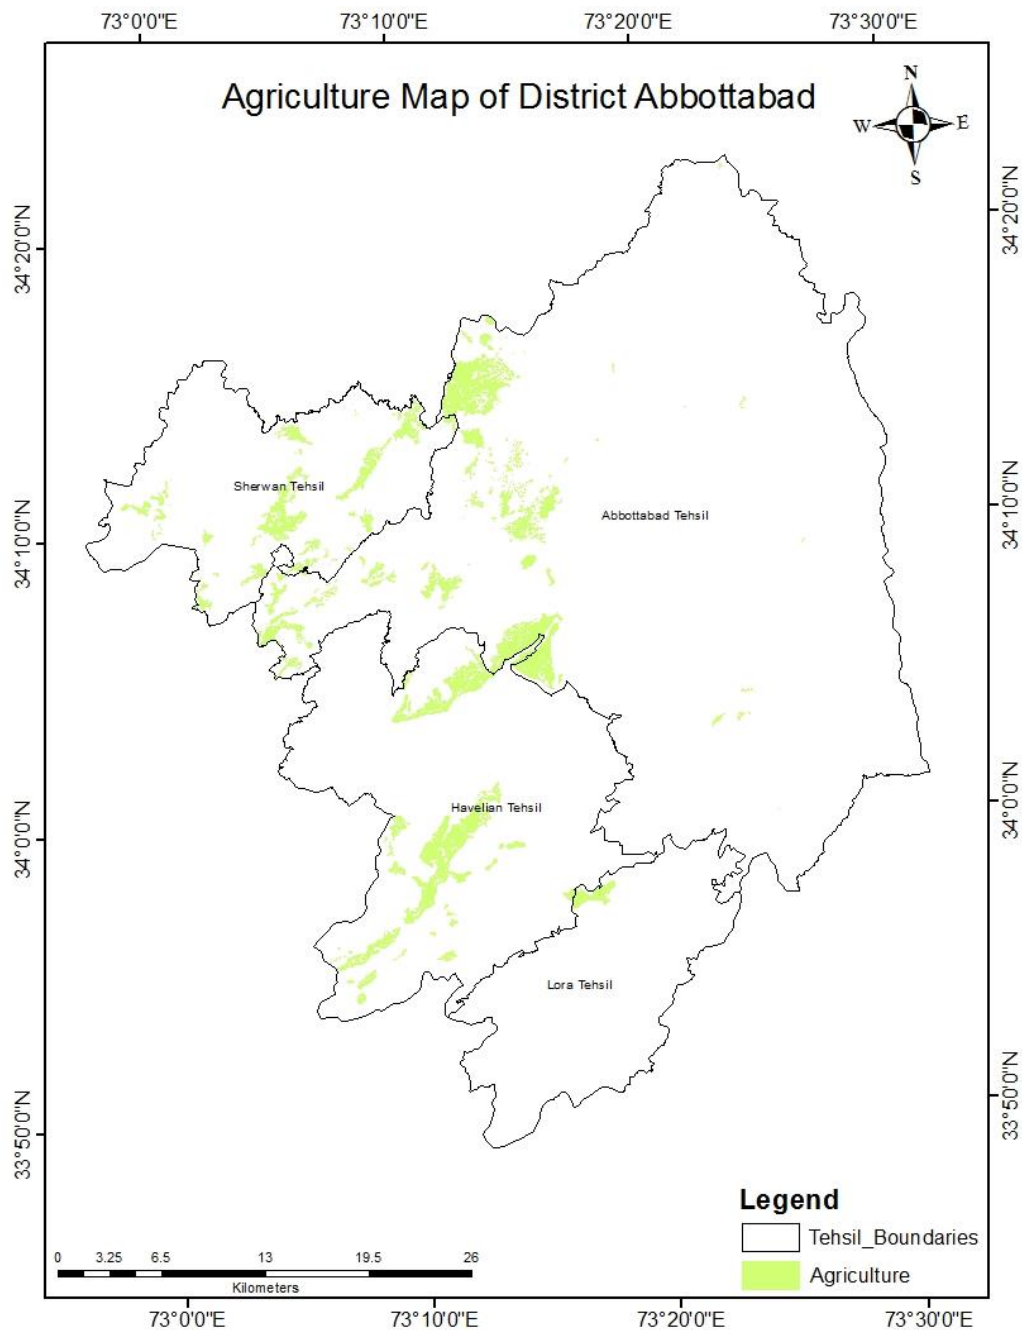 73°0'0"E 73°10'0"E 73°20'0"E 73°30'0"E
Agriculture Map of District Abbottabad
N
W E
S
34°20'0"N 34°20'0"N
Sherwan Tehsil
Abbottabad Tehsil
34°10'0"N 34°10'0"N
Havelian Tehsil
34°0'0"N 34°0'0"N
Lora Tehsil
33°50'0"N 33°50'0"N
Legend
Tehsil_Boundaries
Agriculture
0 3.25 6.5 13 19.5 26
Kilometers
73°0'0"E 73°10'0"E 73°20'0"E 73°30'0"E